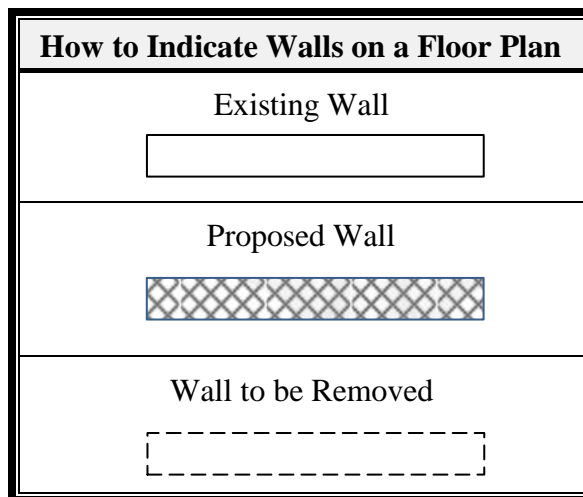 How to Indicate Walls on a Floor Plan
Existing Wall
Proposed Wall
Wall to be Removed